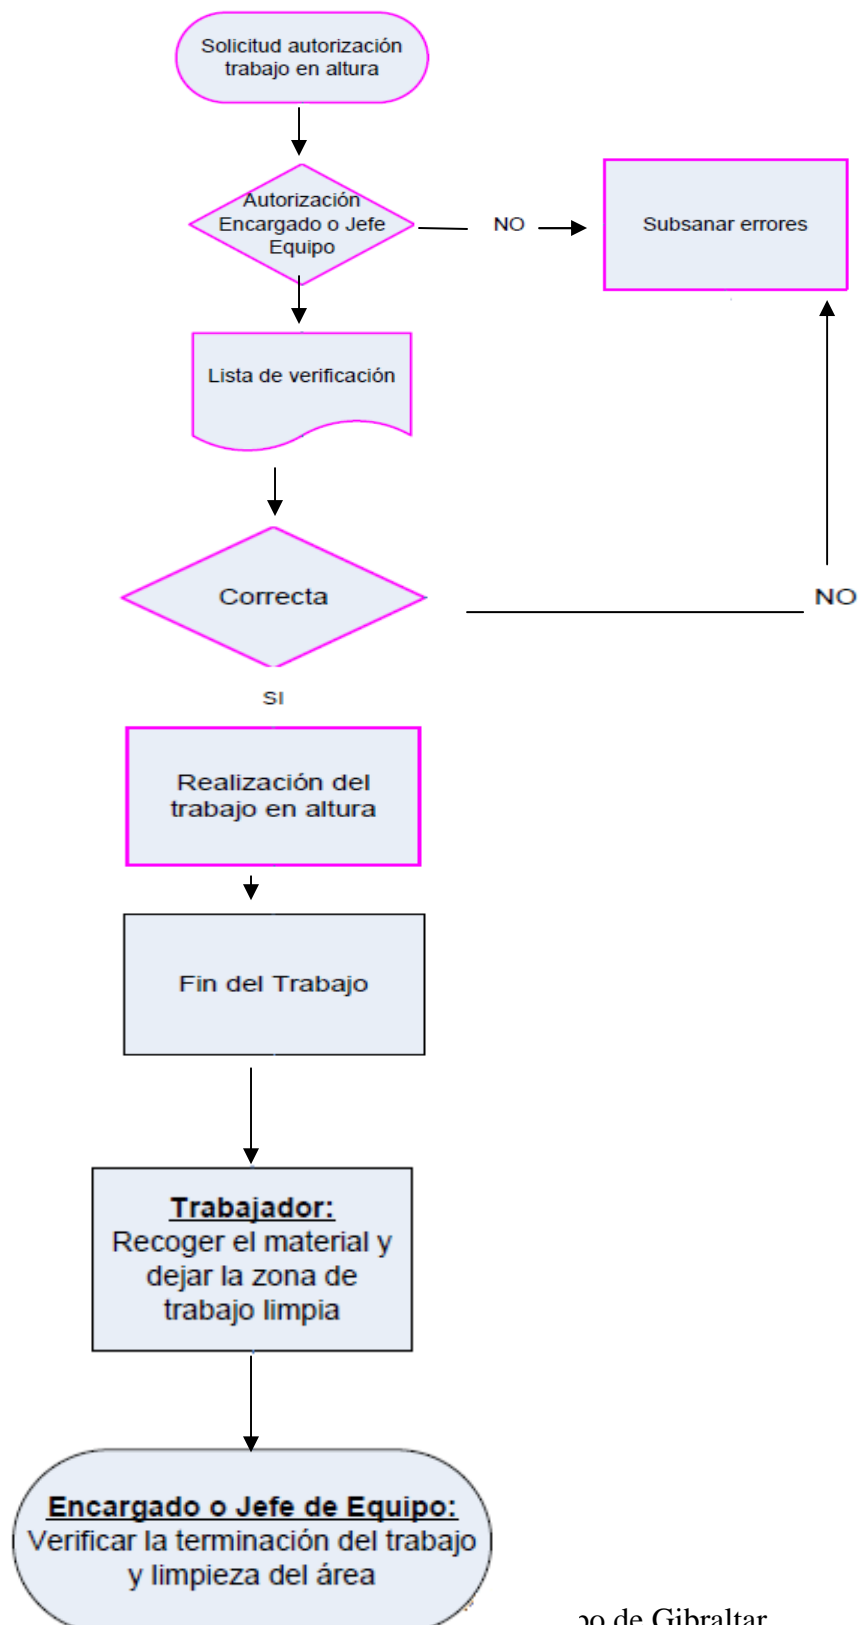 Solicitud autorización
trabajo en altura
Autorización
Encargado o Jefe
Equipo
NO
Subsanar errores
Lista de verificación
Correcta
NO
SI
Realización del
trabajo en altura
Fin del Trabajo
Trabajador:
Recoger el material y
dejar la zona de
trabajo limpia
Encargado o Jefe de Equipo:
Verificar la terminación del trabajo
y limpieza del área
de Gibraltar